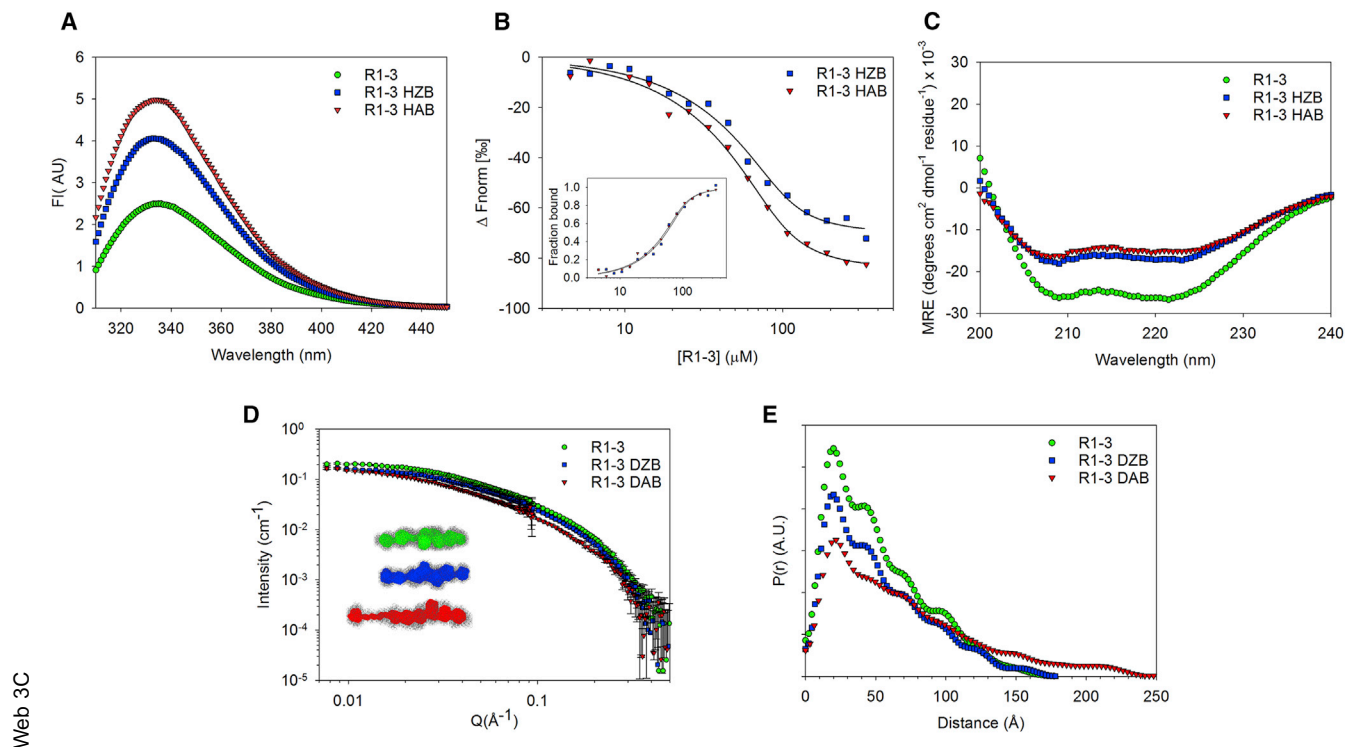 A
FI( AU)
6
5
4
3
2
1
0
R1-3
R1-3 HZB
R1-3 HAB
320 340 360 380 400 420 440
Wavelength (nm)
B
Δ Fnorm [‰]
0
-20
-40
-60
-80
-100
R1-3 HZB
R1-3 HAB
Fraction bound
1.0
0.8
0.6
0.4
0.2
0.0
10 100
10 100
[R1-3] (μM)
C
MRE (degrees cm² dmol⁻¹ residue⁻¹) x 10⁻³
30
20
10
0
-10
-20
-30
R1-3
R1-3 HZB
R1-3 HAB
200 210 220 230 240
Wavelength (nm)
D
Intensity (cm⁻¹)
10⁰
10⁻¹
10⁻²
10⁻³
10⁻⁴
10⁻⁵
R1-3
R1-3 DZB
R1-3 DAB
0.01 0.1
Q(Å⁻¹)
E
P(r) (A.U.)
R1-3
R1-3 DZB
R1-3 DAB
0 50 100 150 200 250
Distance (Å)
Web 3C